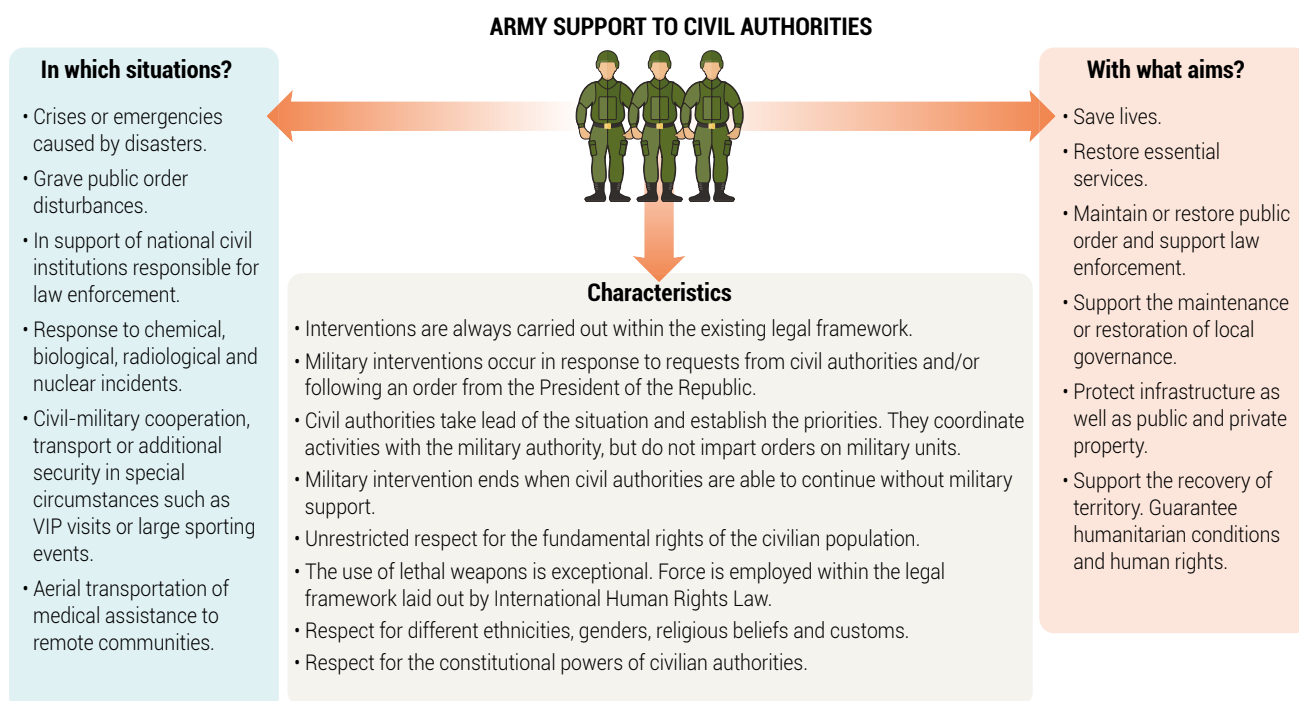 ARMY SUPPORT TO CIVIL AUTHORITIES
In which situations?
• Crises or emergencies
caused by disasters.
• Grave public order
disturbances.
• In support of national civil
institutions responsible for
law enforcement.
• Response to chemical,
biological, radiological and
nuclear incidents.
• Civil-military cooperation,
transport or additional
security in special
circumstances such as
VIP visits or large sporting
events.
• Aerial transportation of
medical assistance to
remote communities.
Characteristics
• Interventions are always carried out within the existing legal framework.
• Military interventions occur in response to requests from civil authorities and/or
following an order from the President of the Republic.
• Civil authorities take lead of the situation and establish the priorities. They coordinate
activities with the military authority, but do not impart orders on military units.
• Military intervention ends when civil authorities are able to continue without military
support.
• Unrestricted respect for the fundamental rights of the civilian population.
• The use of lethal weapons is exceptional. Force is employed within the legal
framework laid out by International Human Rights Law.
• Respect for different ethnicities, genders, religious beliefs and customs.
• Respect for the constitutional powers of civilian authorities.
With what aims?
• Save lives.
• Restore essential
services.
• Maintain or restore public
order and support law
enforcement.
• Support the maintenance
or restoration of local
governance.
• Protect infrastructure as
well as public and private
property.
• Support the recovery of
territory. Guarantee
humanitarian conditions
and human rights.